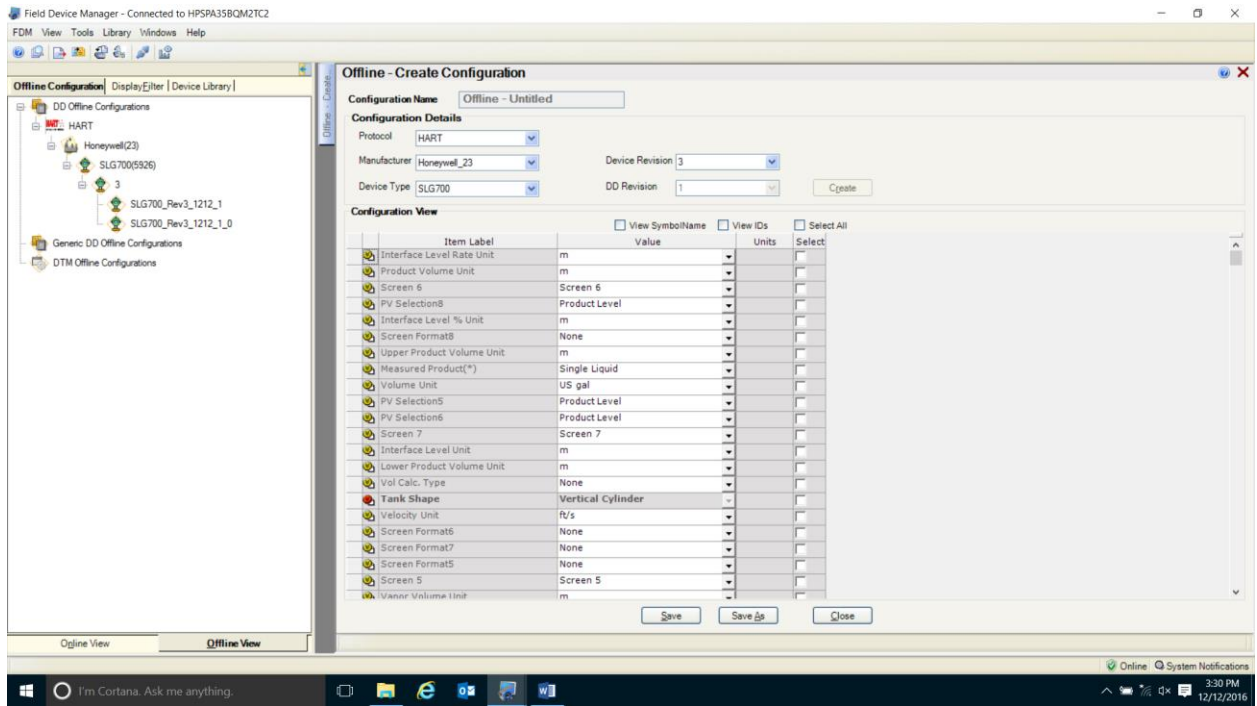 Field Device Manager - Connected to HPSPA35BQM2TC2
FDM View Tools Library Windows Help
Offline Configuration DisplayFilter Device Library
DD Offline Configurations
HART
Honeywell(23)
SLG700(5926)
3
SLG700_Rev3_1212_1
SLG700_Rev3_1212_1_0
Generic DD Offline Configurations
DTM Offline Configurations
Online View Offline View
Offline - Create...
Offline - Create Configuration
Configuration Name Offline - Untitled
Configuration Details
Protocol HART
Manufacturer Honeywell_23 Device Revision 3
Device Type SLG700 DD Revision 1 Create
Configuration View
View SymbolName View IDs Select All
Item Label Value Units Select
Interface Level Rate Unit m
Product Volume Unit m
Screen 6 Screen 6
PV Selection8 Product Level
Interface Level % Unit m
Screen Format8 None
Upper Product Volume Unit m
Measured Product(*) Single Liquid
Volume Unit US gal
PV Selection5 Product Level
PV Selection6 Product Level
Screen 7 Screen 7
Interface Level Unit m
Lower Product Volume Unit m
Vol Calc. Type None
Tank Shape Vertical Cylinder
Velocity Unit ft/s
Screen Format6 None
Screen Format7 None
Screen Format5 None
Screen 5 Screen 5
Vapor Volume Unit m
Save Save As Close
Online System Notifications
I'm Cortana. Ask me anything.
3:30 PM
12/12/2016